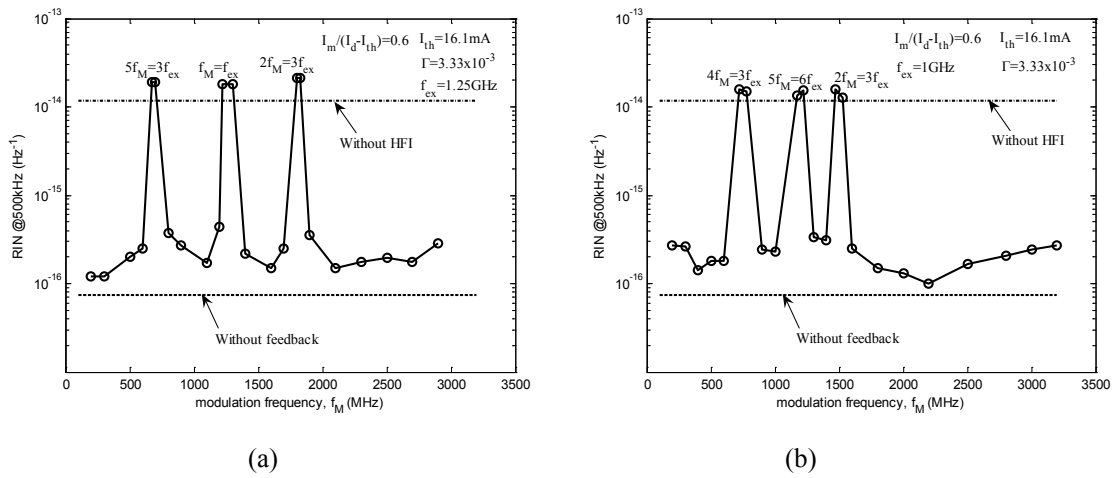 10⁻¹³
10⁻¹⁴
10⁻¹⁵
10⁻¹⁶
RIN @500kHz (Hz⁻¹)
I_m/(I_d-I_th)=0.6 I_th=16.1mA
Γ=3.33x10⁻³
f_ex=1.25GHz
5f_M=3f_ex f_M=f_ex 2f_M=3f_ex
Without HFI
Without feedback
0 500 1000 1500 2000 2500 3000 3500
modulation frequency, f_M (MHz)
(a)
10⁻¹³
10⁻¹⁴
10⁻¹⁵
10⁻¹⁶
RIN @500kHz (Hz⁻¹)
I_m/(I_d-I_th)=0.6 I_th=16.1mA
f_ex=1GHz Γ=3.33x10⁻³
4f_M=3f_ex 5f_M=6f_ex 2f_M=3f_ex
Without HFI
Without feedback
0 500 1000 1500 2000 2500 3000 3500
modulation frequency, f_M (MHz)
(b)